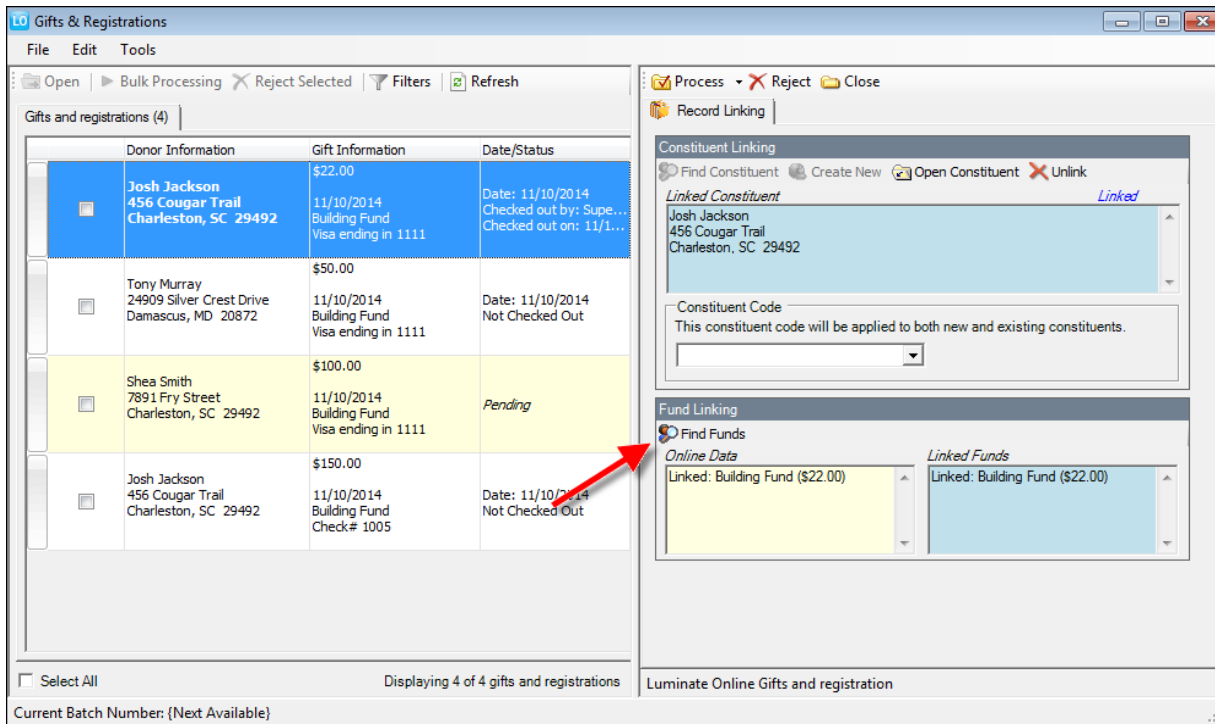 LO Gifts & Registrations
File Edit Tools
Open Bulk Processing Reject Selected Filters Refresh
Process Reject Close
Gifts and registrations (4)
Record Linking
Donor Information Gift Information Date/Status
Josh Jackson
456 Cougar Trail
Charleston, SC 29492
$22.00
11/10/2014
Building Fund
Visa ending in 1111
Date: 11/10/2014
Checked out by: Supe...
Checked out on: 11/1...
Tony Murray
24909 Silver Crest Drive
Damascus, MD 20872
$50.00
11/10/2014
Building Fund
Visa ending in 1111
Date: 11/10/2014
Not Checked Out
Shea Smith
7891 Fry Street
Charleston, SC 29492
$100.00
11/10/2014
Building Fund
Visa ending in 1111
Pending
Josh Jackson
456 Cougar Trail
Charleston, SC 29492
$150.00
11/10/2014
Building Fund
Check# 1005
Date: 11/10/2014
Not Checked Out
Select All
Displaying 4 of 4 gifts and registrations
Constituent Linking
Find Constituent Create New Open Constituent Unlink
Linked Constituent Linked
Josh Jackson
456 Cougar Trail
Charleston, SC 29492
Constituent Code
This constituent code will be applied to both new and existing constituents.
Fund Linking
Find Funds
Online Data Linked Funds
Linked: Building Fund ($22.00) Linked: Building Fund ($22.00)
Luminate Online Gifts and registration
Current Batch Number: {Next Available}